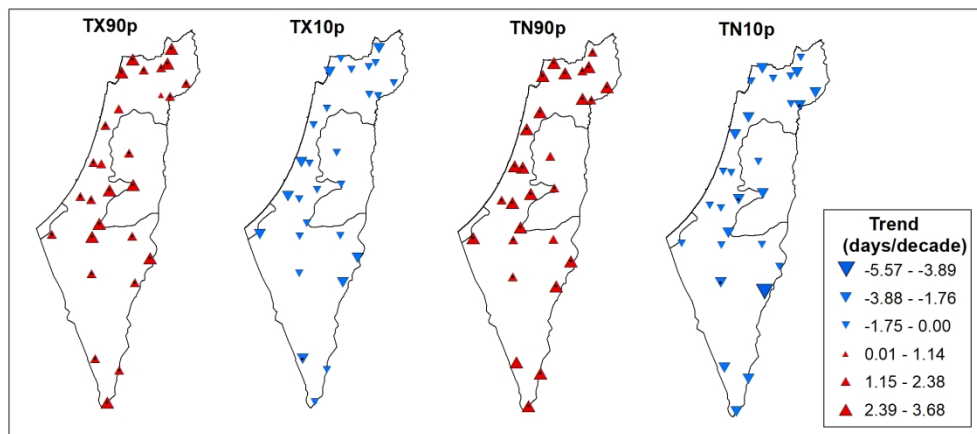 TX90p
TX10p
TN90p
TN10p
Trend
(days/decade)
-5.57 - -3.89
-3.88 - -1.76
-1.75 - 0.00
0.01 - 1.14
1.15 - 2.38
2.39 - 3.68